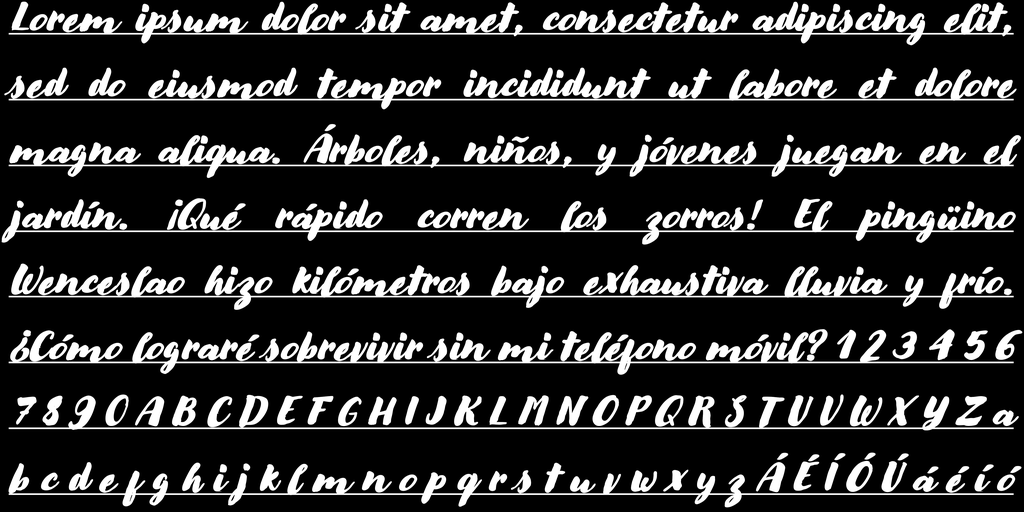 Lorem ipsum dolor sit amet, consectetur adipiscing elit,
sed do eiusmod tempor incididunt ut labore et dolore
magna aliqua. Árboles, niños, y jóvenes juegan en el
jardín. ¡Qué rápido corren los zorros! El pingüino
Wenceslao hizo kilómetros bajo exhaustiva lluvia y frío.
¿Cómo lograré sobrevivir sin mi teléfono móvil? 1 2 3 4 5 6
7 8 9 0 A B C D E F G H I J K L M N O P Q R S T U V W X Y Z a
b c d e f g h i j k l m n o p q r s t u v w x y z Á É Í Ó Ú á é í ó